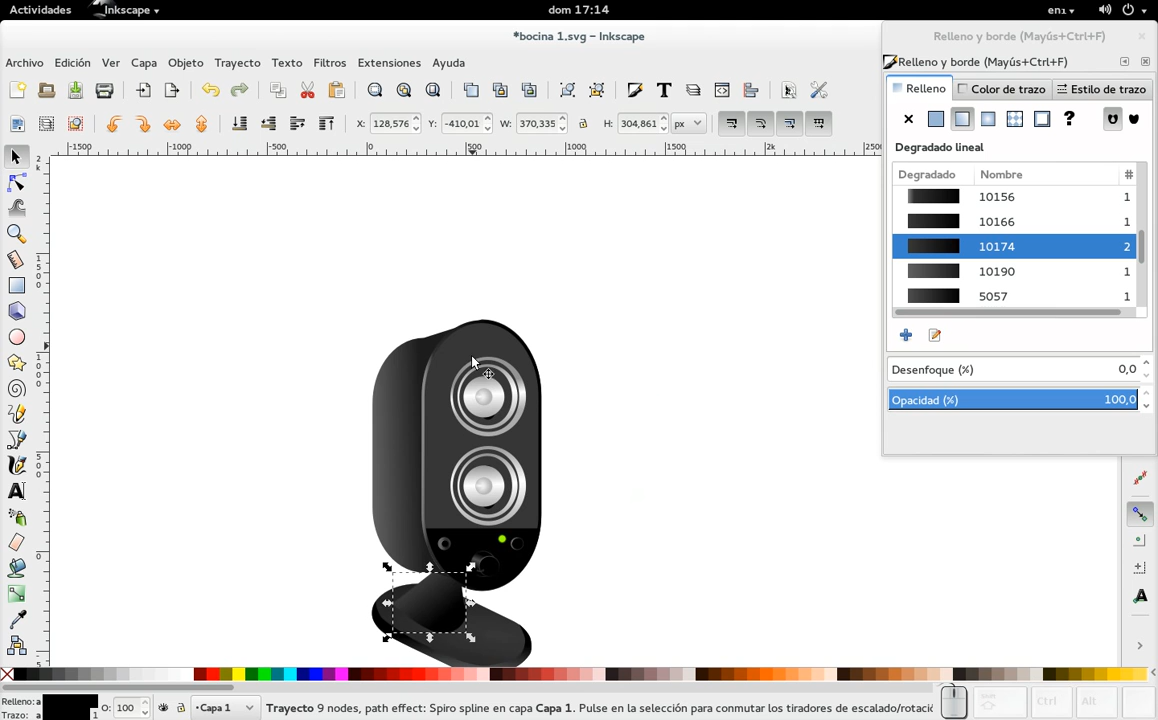 Actividades Inkscape dom 17:14 en1
*bocina 1.svg – Inkscape
Relleno y borde (Mayús+Ctrl+F)
Archivo Edición Ver Capa Objeto Trayecto Texto Filtros Extensiones Ayuda
Relleno y borde (Mayús+Ctrl+F)
Relleno Color de trazo Estilo de trazo
X: 128,576 Y: -410,01 W: 370,335 H: 304,861 px
Degradado lineal
-1500 -1000 -500 0 500 1000 1500 2k 2500
Degradado Nombre #
10156 1
10166 1
10174 2
10190 1
5057 1
Desenfoque (%) 0,0
Opacidad (%) 100,0
Relleno: a
Trazo: a 1
O: 100
•Capa 1
Trayecto 9 nodes, path effect: Spiro spline en capa Capa 1. Pulse en la selección para conmutar los tiradores de escalado/rotació
Ctrl Alt